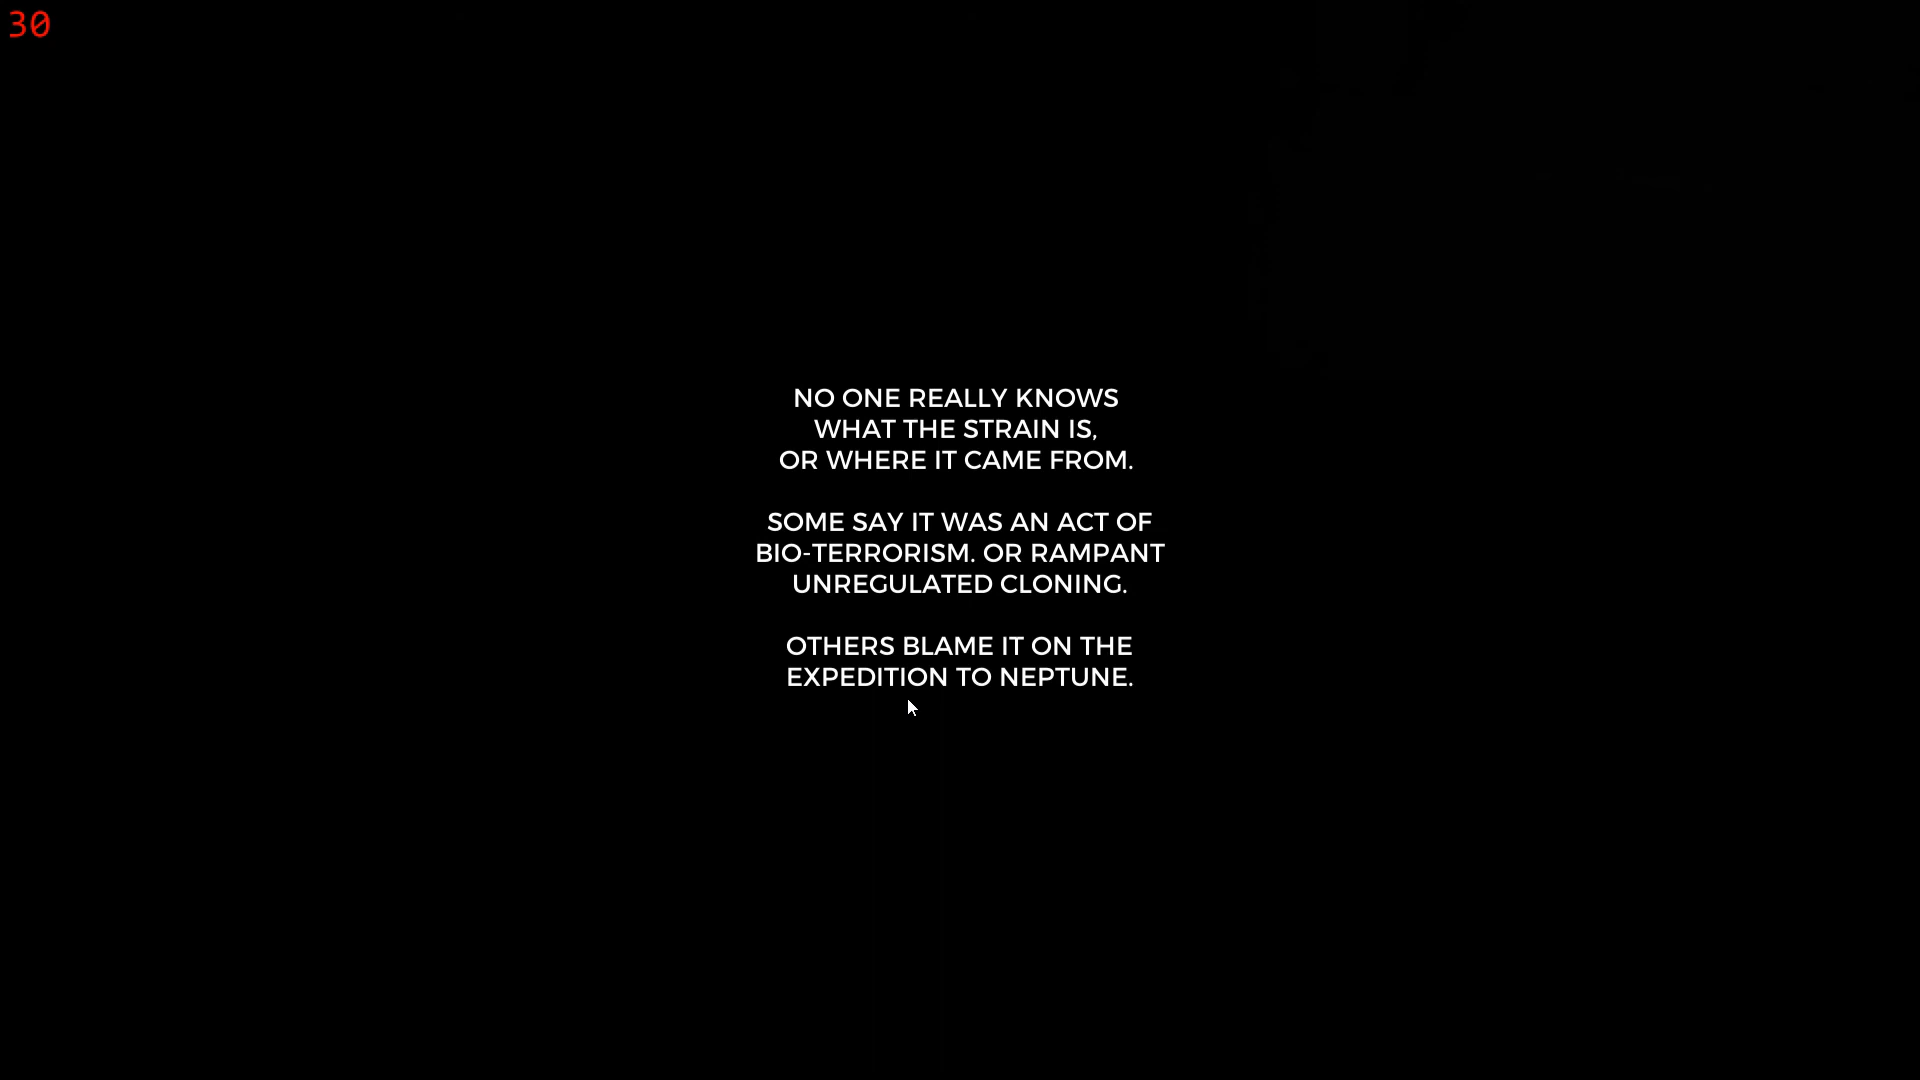 30
NO ONE REALLY KNOWS
WHAT THE STRAIN IS,
OR WHERE IT CAME FROM.
SOME SAY IT WAS AN ACT OF
BIO-TERRORISM. OR RAMPANT
UNREGULATED CLONING.
OTHERS BLAME IT ON THE
EXPEDITION TO NEPTUNE.